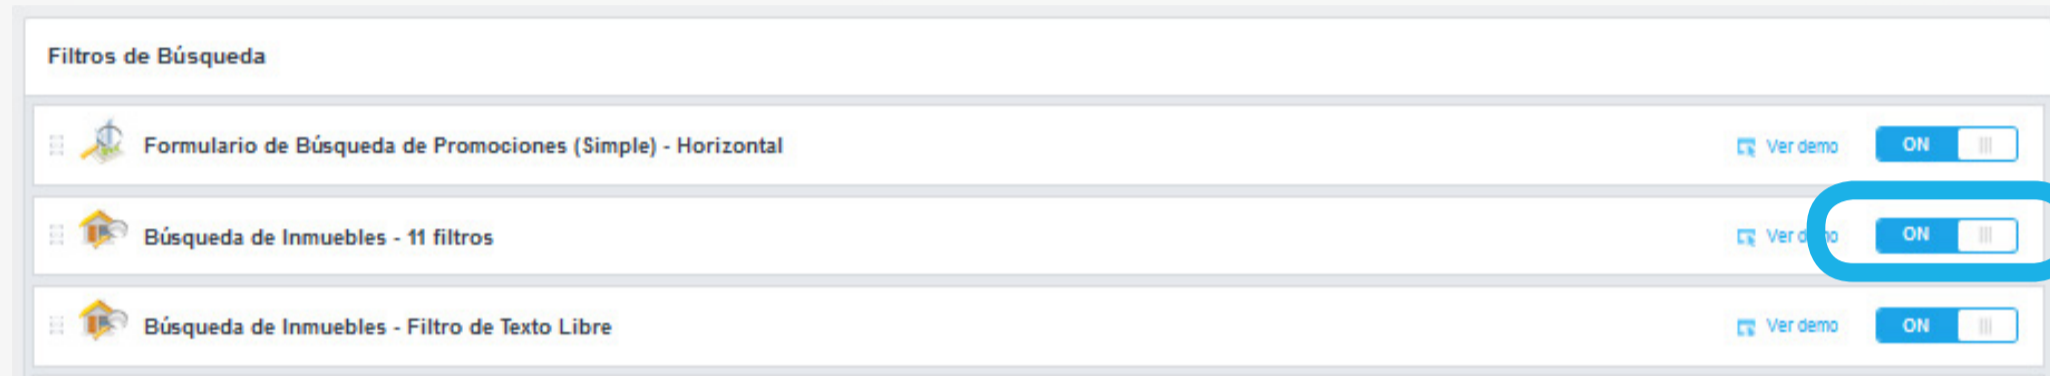 Filtros de Búsqueda
Formulario de Búsqueda de Promociones (Simple) - Horizontal Ver demo ON
Búsqueda de Inmuebles - 11 filtros Ver ON
Búsqueda de Inmuebles - Filtro de Texto Libre Ver demo ON